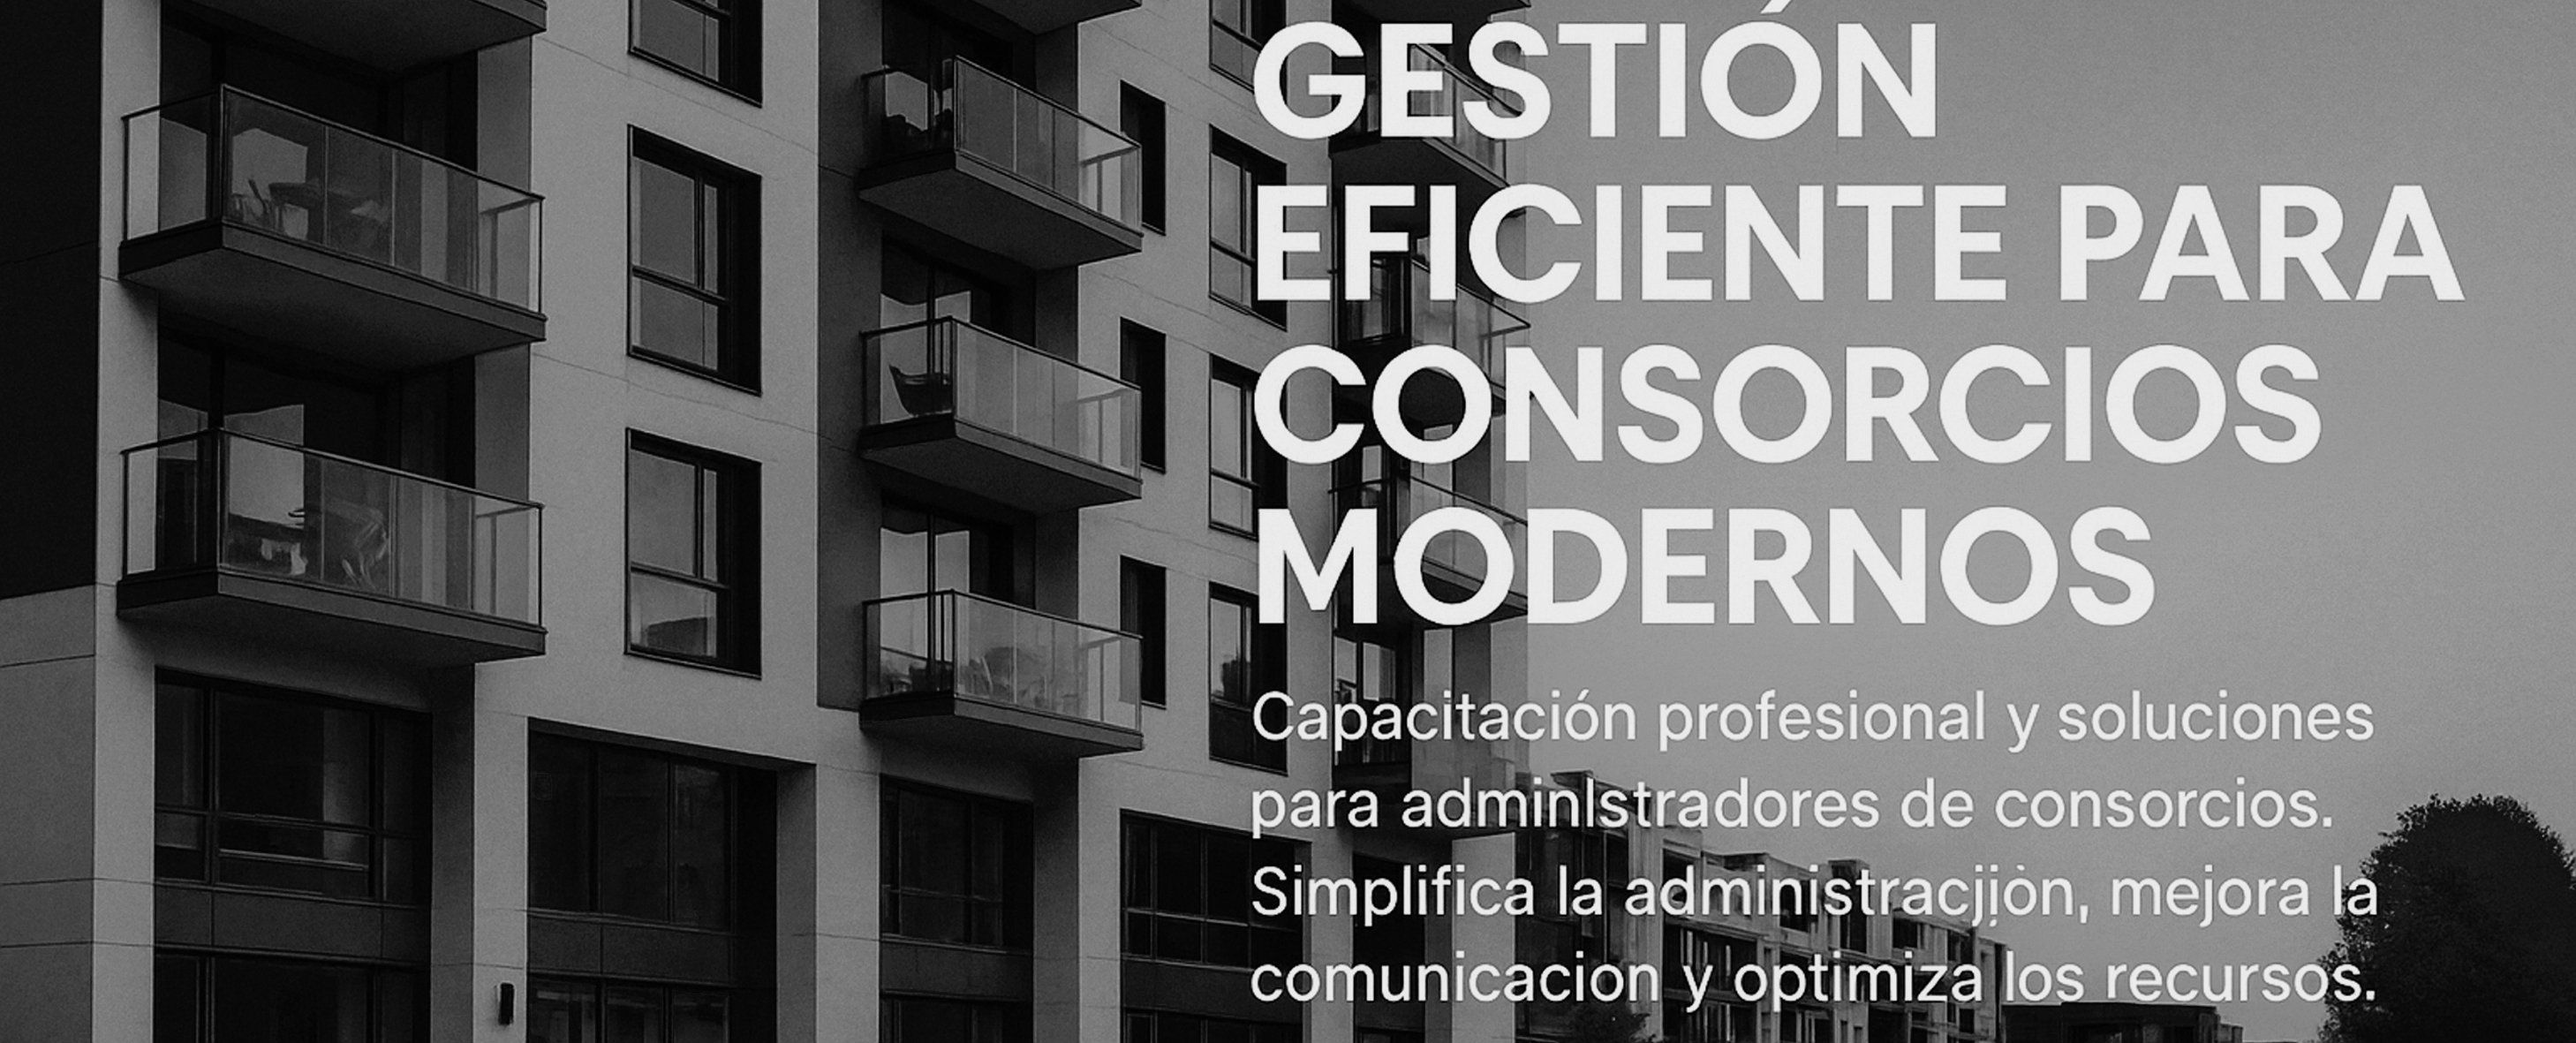 GESTIÓN
EFICIENTE PARA
CONSORCIOS
MODERNOS
Capacitación profesional y soluciones
para adminlstradores de consorcios.
Simplifica la administracjjòn, mejora la
comunicacion y optimiza los recursos.